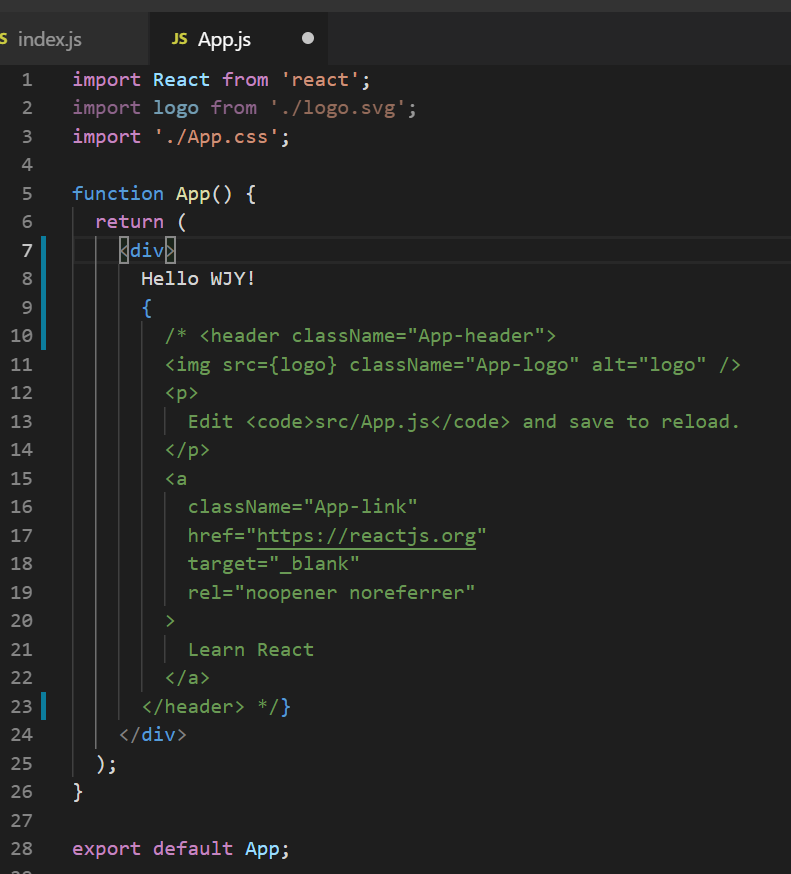 S index.js
JS App.js
1 import React from 'react';
2 import logo from './logo.svg';
3 import './App.css';
4
5 function App() {
6 return (
7 <div>
8 Hello WJY!
9 {
10 /* <header className="App-header">
11 <img src={logo} className="App-logo" alt="logo" />
12 <p>
13 Edit <code>src/App.js</code> and save to reload.
14 </p>
15 <a
16 className="App-link"
17 href="https://reactjs.org"
18 target="_blank"
19 rel="noopener noreferrer"
20 >
21 Learn React
22 </a>
23 </header> */}
24 </div>
25 );
26 }
27
28 export default App;